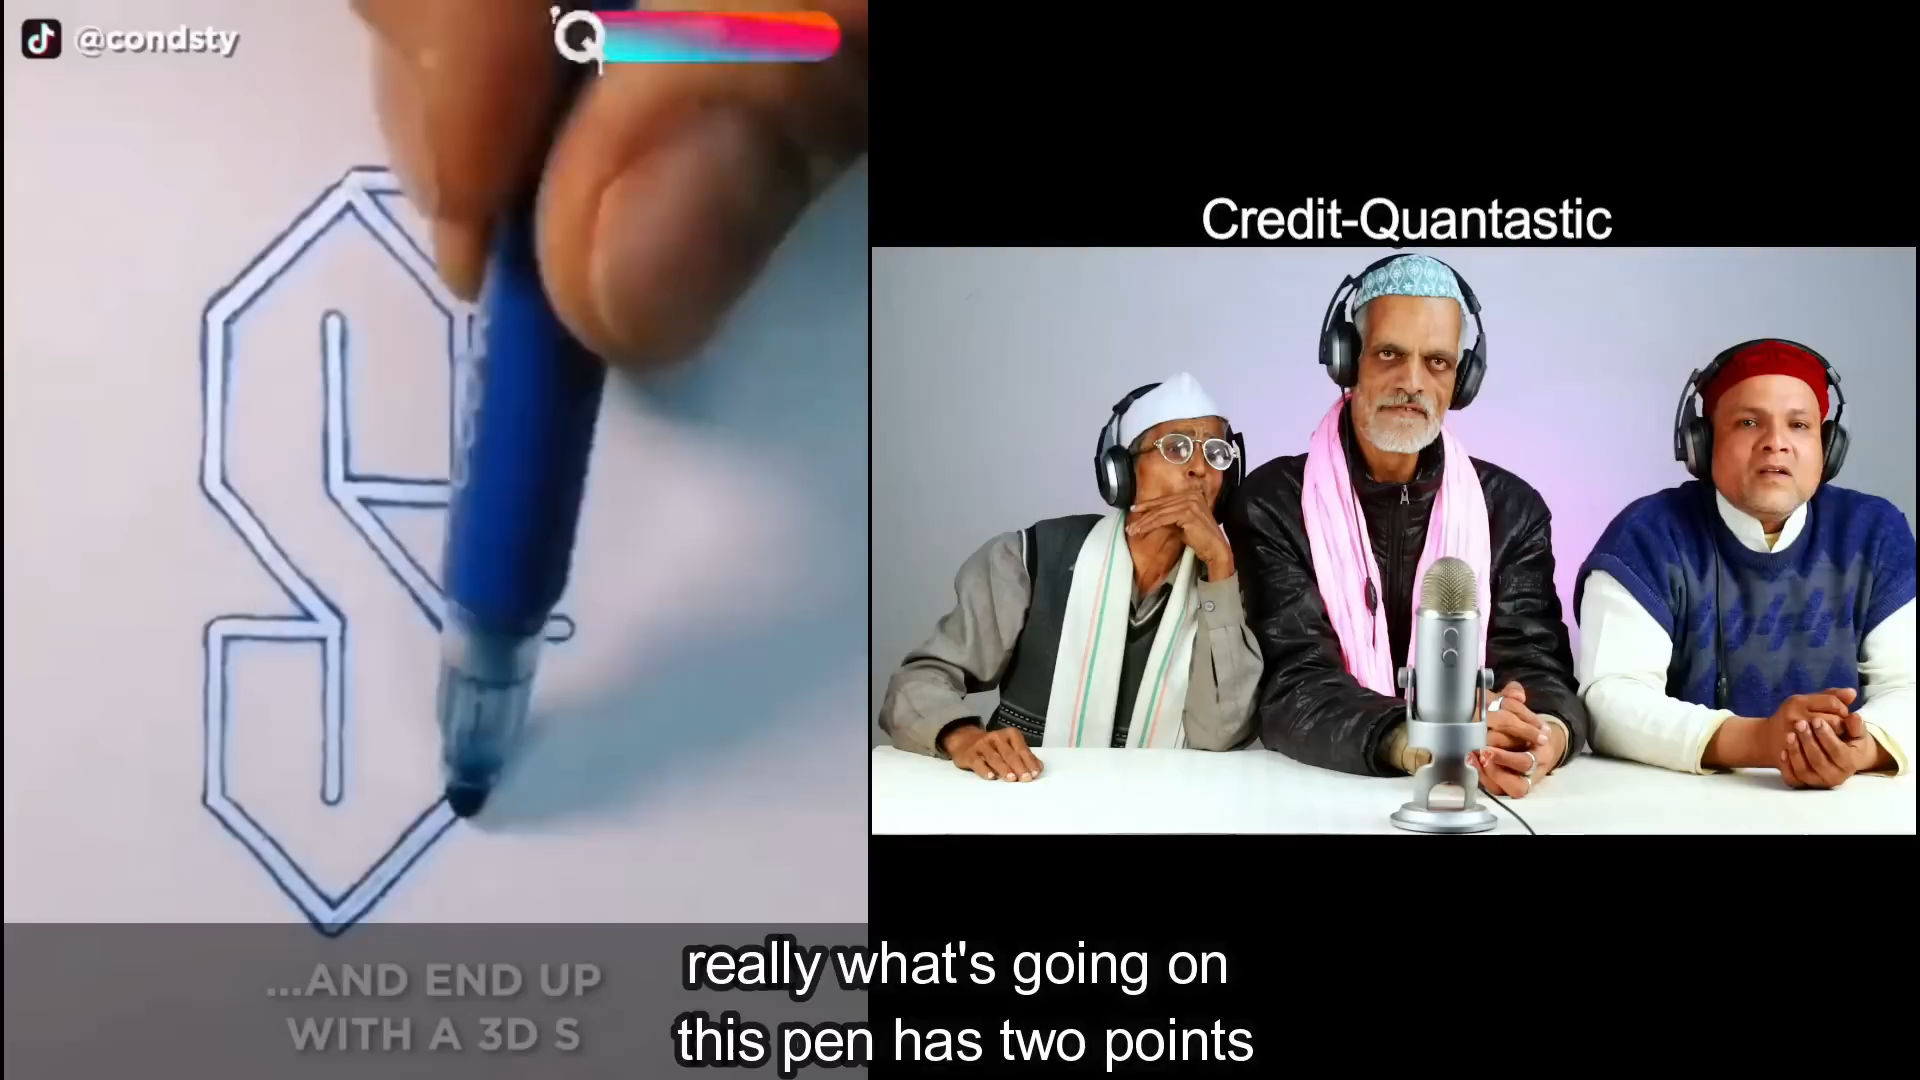 @condsty
Q
Credit-Quantastic
...AND END UP
WITH A 3D S
really what's going on
this pen has two points